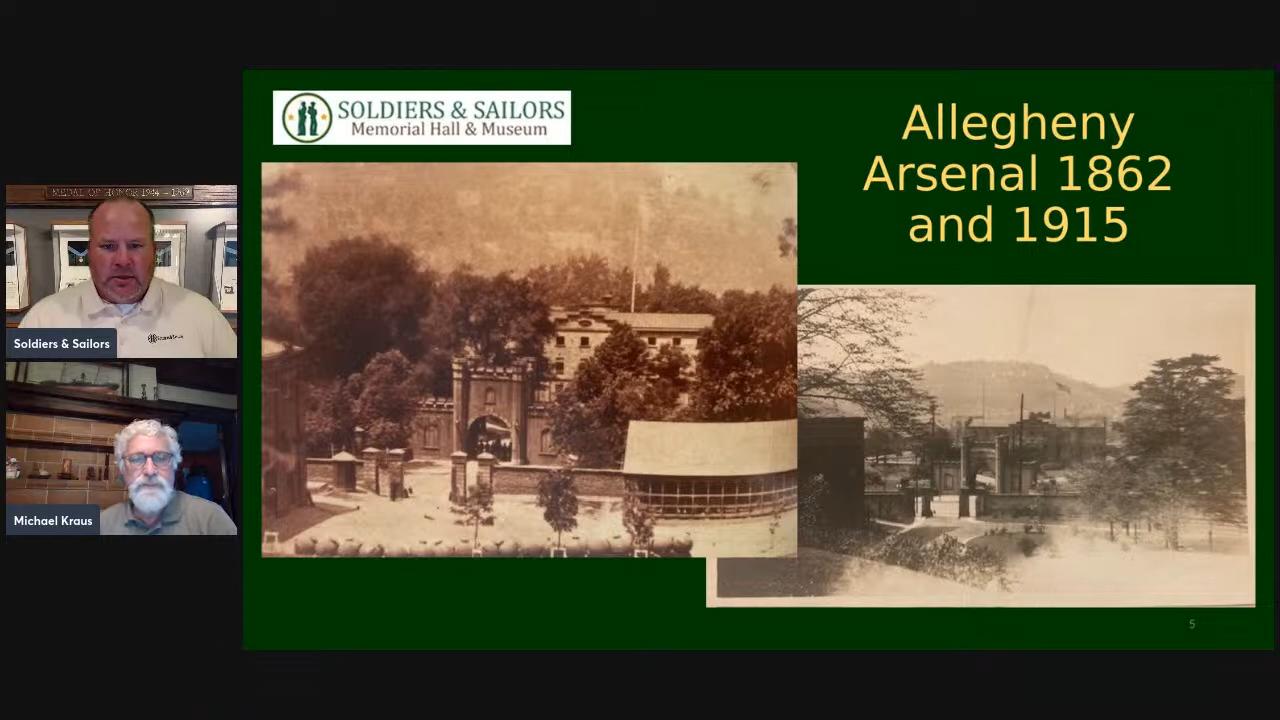 SOLDIERS & SAILORS
Memorial Hall & Museum
Allegheny
Arsenal 1862
and 1915
MEDAL OF HONOR
Soldiers & Sailors
Michael Kraus
5